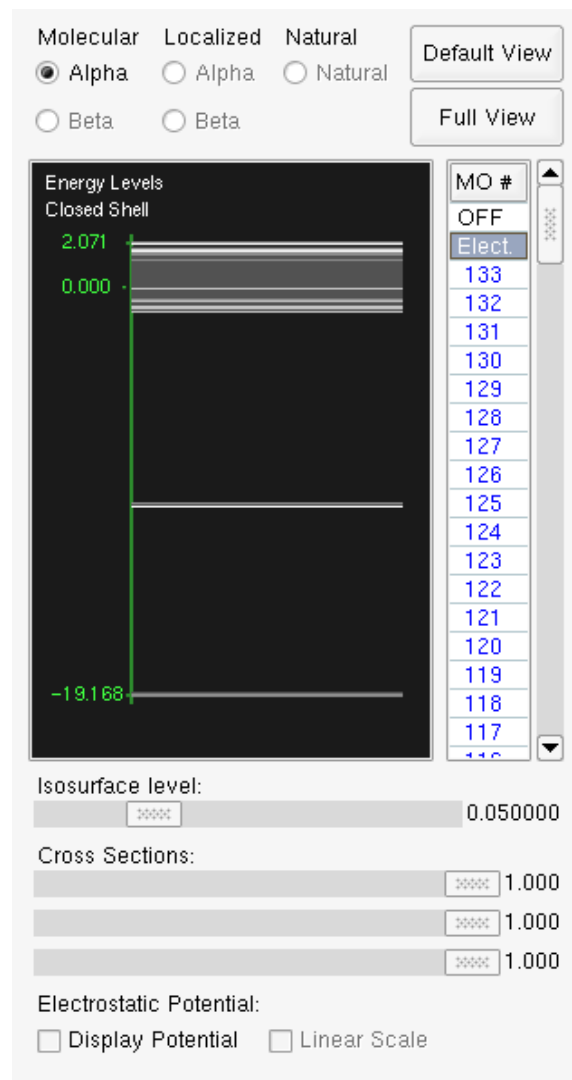 Molecular Localized Natural
Alpha Alpha Natural
Beta Beta
Default View
Full View
Energy Levels
Closed Shell
2.071
0.000
-19.168
MO #
OFF
Elect.
133
132
131
130
129
128
127
126
125
124
123
122
121
120
119
118
117
Isosurface level:
0.050000
Cross Sections:
1.000
1.000
1.000
Electrostatic Potential:
Display Potential Linear Scale